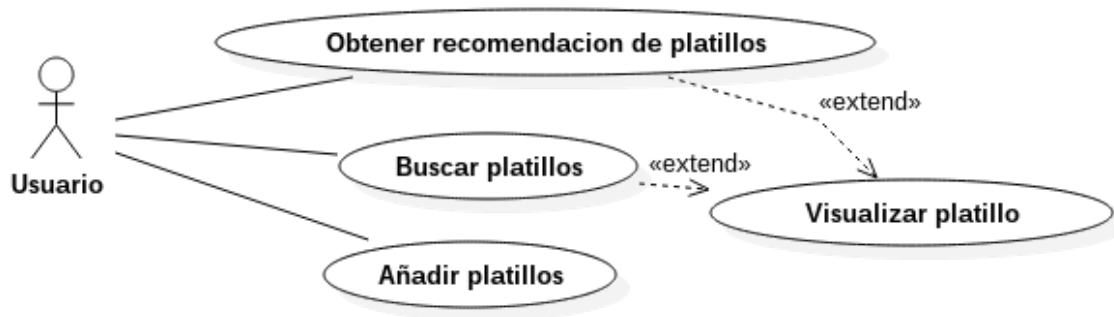 Obtener recomendacion de platillos
«extend»
Buscar platillos
«extend»
Usuario
Visualizar platillo
Añadir platillos